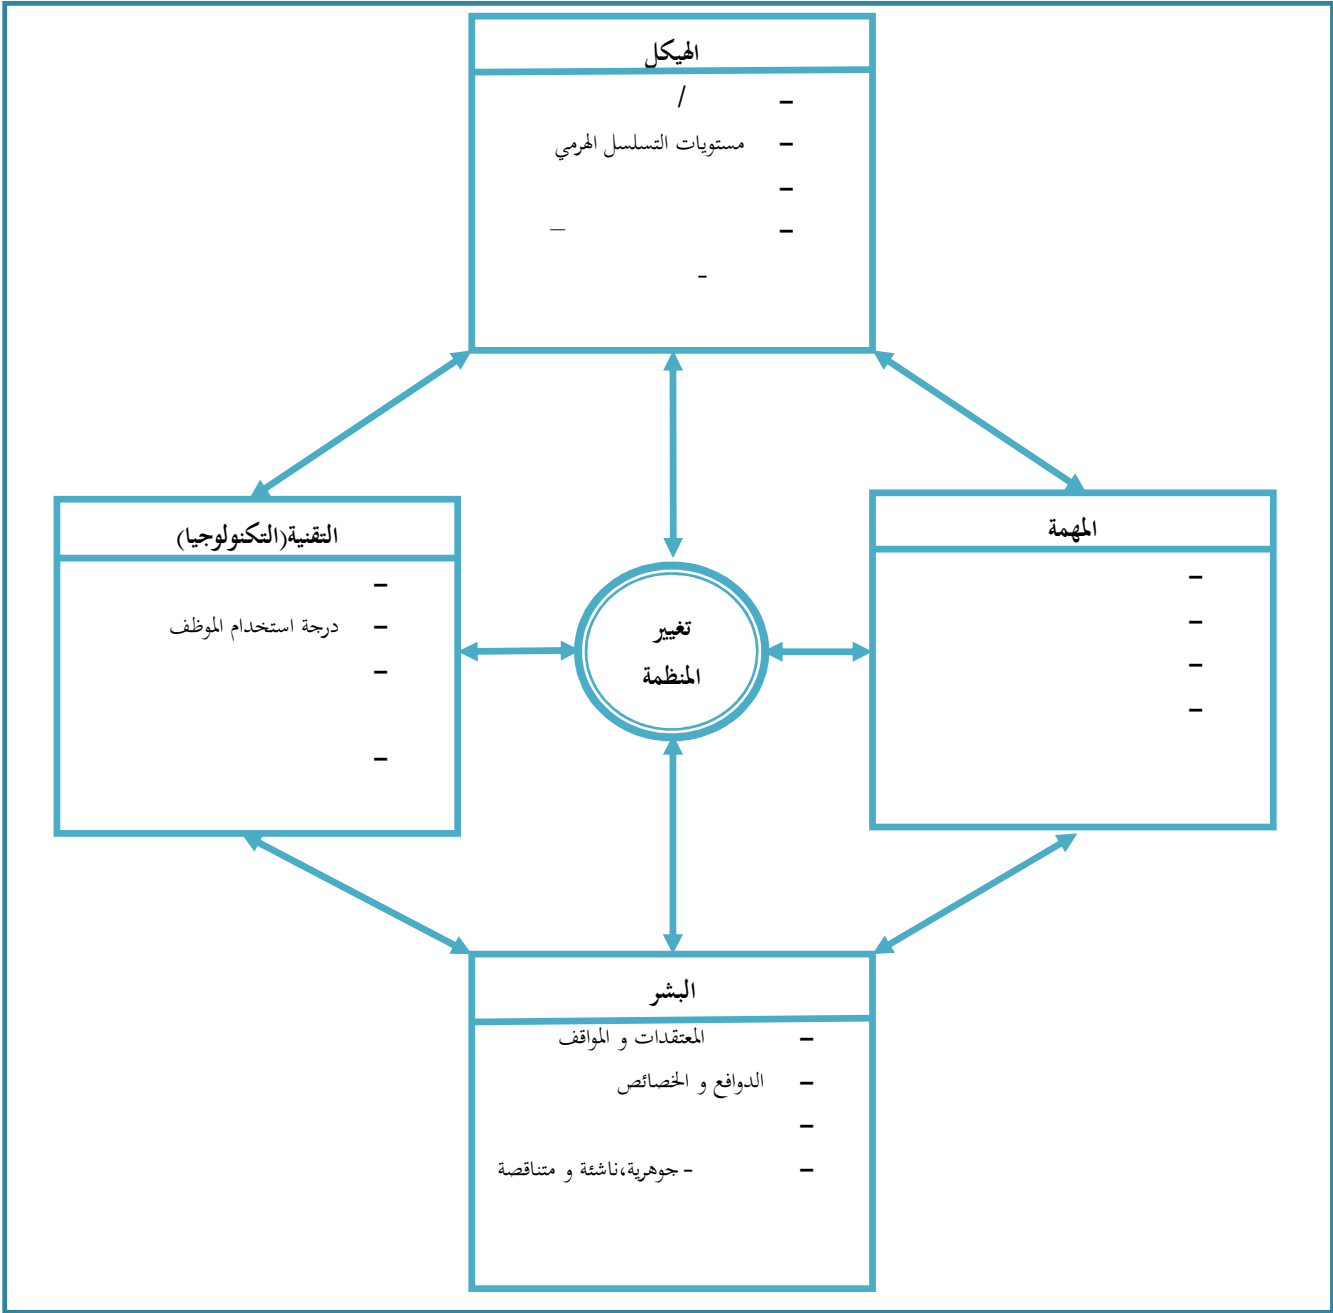 الهيكل
- /
- مستويات التسلسل الهرمي
-
- –
-
التقنية(التكنولوجيا)
-
- درجة استخدام الموظف
-
-
المهمة
-
-
-
-
تغيير
المنظمة
البشر
- المعتقدات و المواقف
- الدوافع و الخصائص
-
- -جوهرية،ناشئة و متناقصة